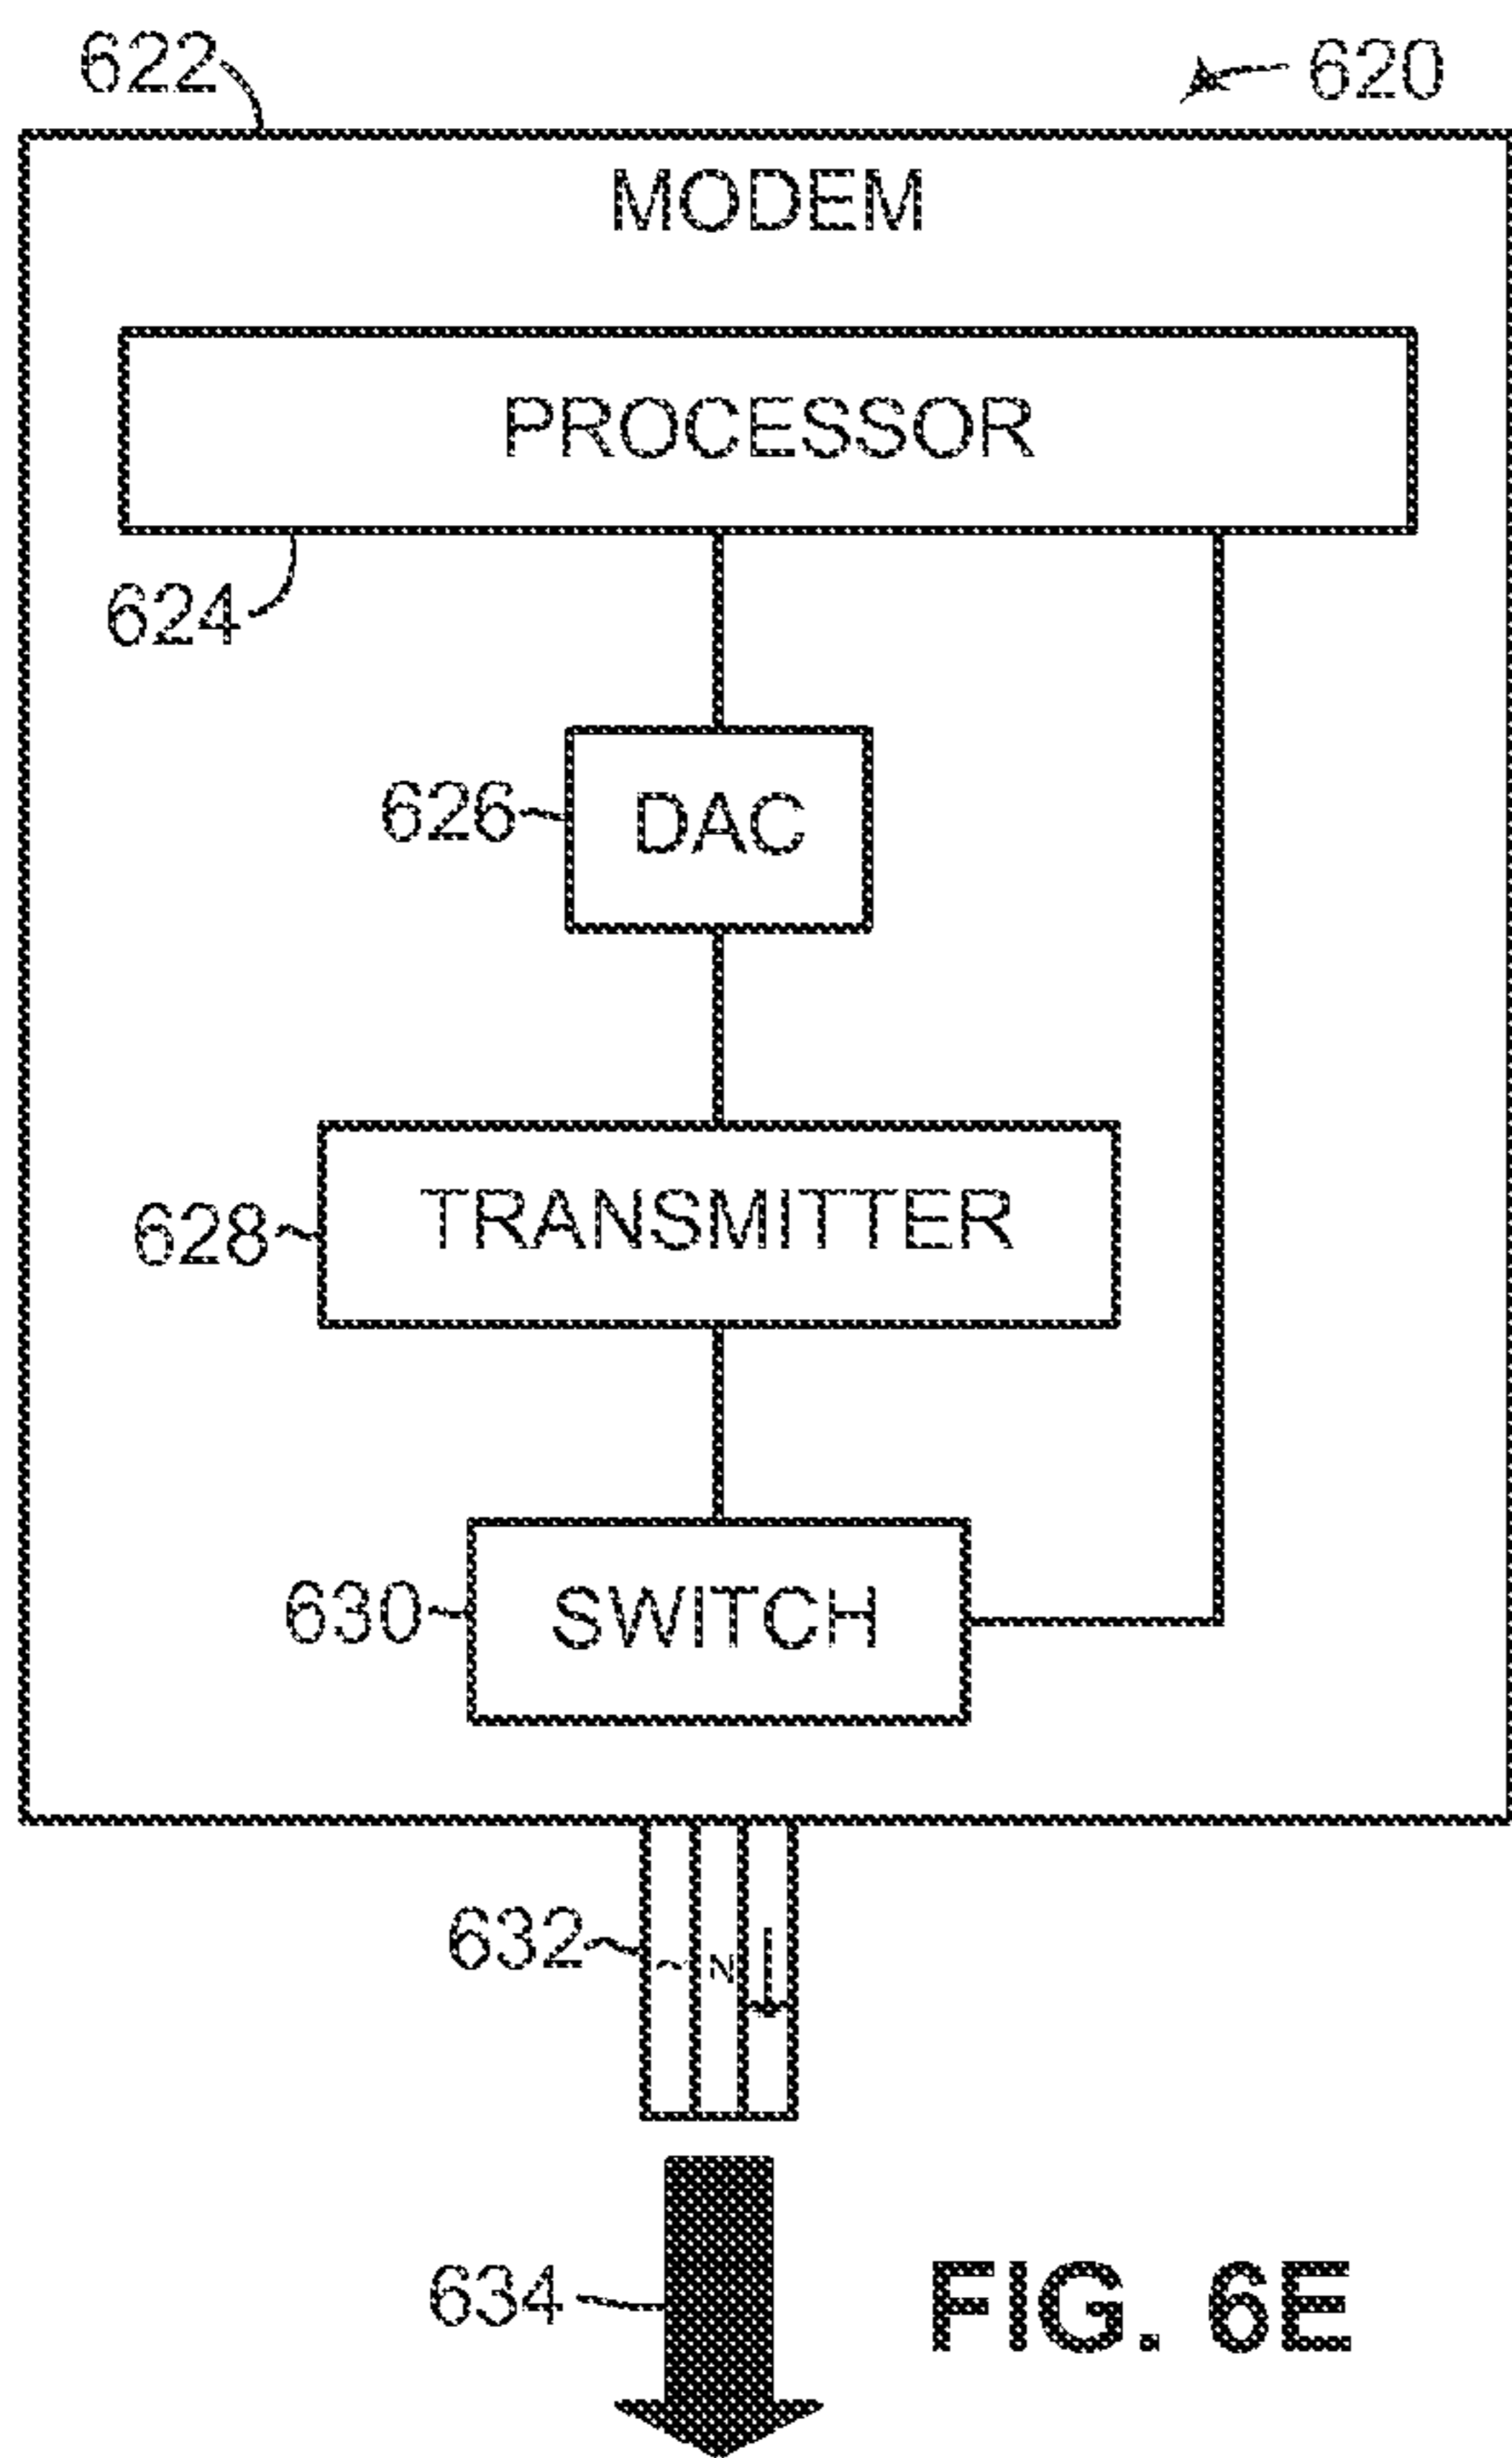 622
620
MODEM
PROCESSOR
624
626
DAC
628
TRANSMITTER
630
SWITCH
632
634
FIG. 6E